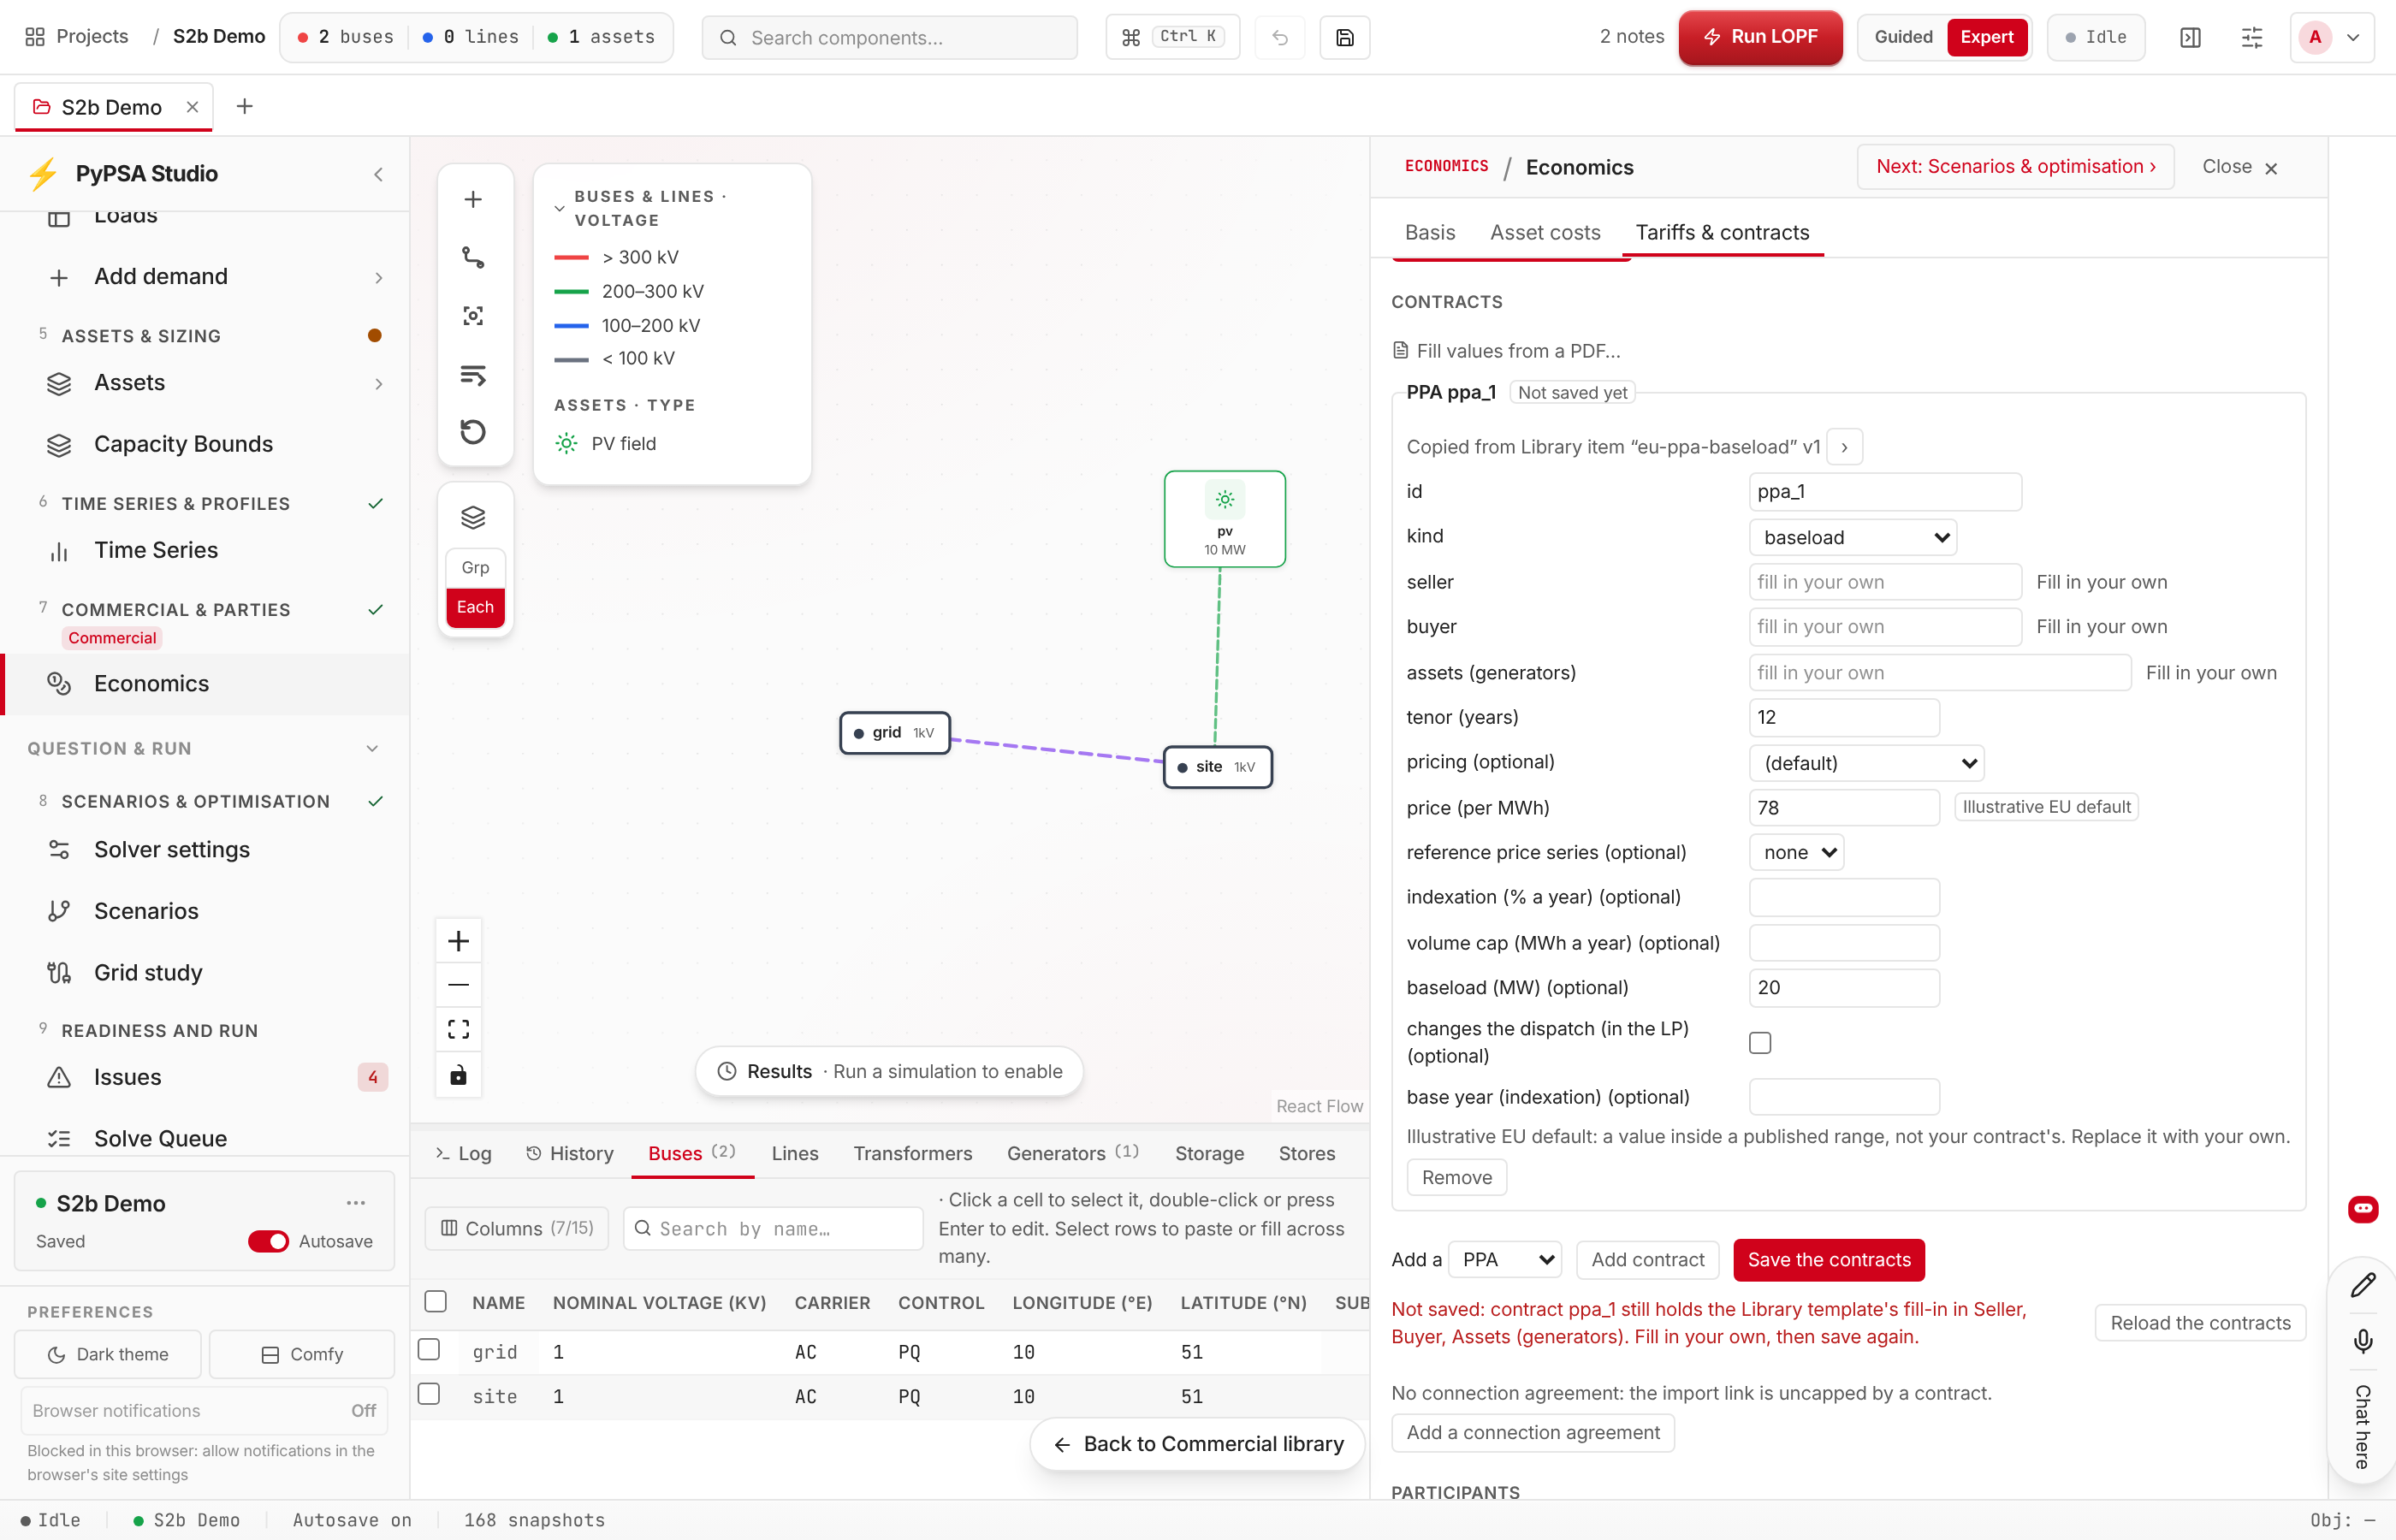 Projects / S2b Demo
2 buses 0 lines 1 assets
Search components...
Ctrl K
2 notes
Run LOPF
Guided Expert
Idle
A
S2b Demo
PyPSA Studio
Loads
Add demand
5 ASSETS & SIZING
Assets
Capacity Bounds
6 TIME SERIES & PROFILES
Time Series
7 COMMERCIAL & PARTIES
Commercial
Economics
QUESTION & RUN
8 SCENARIOS & OPTIMISATION
Solver settings
Scenarios
Grid study
9 READINESS AND RUN
Issues 4
Solve Queue
S2b Demo
Saved Autosave
PREFERENCES
Dark theme Comfy
Browser notifications Off
Blocked in this browser: allow notifications in the
browser's site settings
Grp
Each
BUSES & LINES ·
VOLTAGE
> 300 kV
200–300 kV
100–200 kV
< 100 kV
ASSETS · TYPE
PV field
pv
10 MW
grid 1kV
site 1kV
Results · Run a simulation to enable
React Flow
Log History Buses (2) Lines Transformers Generators (1) Storage Stores
Columns (7/15)
Search by name…
· Click a cell to select it, double-click or press
Enter to edit. Select rows to paste or fill across
many.
NAME NOMINAL VOLTAGE (KV) CARRIER CONTROL LONGITUDE (°E) LATITUDE (°N) SUB
grid 1 AC PQ 10 51
site 1 AC PQ 10 51
← Back to Commercial library
ECONOMICS / Economics
Next: Scenarios & optimisation ›
Close ×
Basis Asset costs Tariffs & contracts
CONTRACTS
Fill values from a PDF...
PPA ppa_1 Not saved yet
Copied from Library item “eu-ppa-baseload” v1 ›
id ppa_1
kind baseload
seller fill in your own Fill in your own
buyer fill in your own Fill in your own
assets (generators) fill in your own Fill in your own
tenor (years) 12
pricing (optional) (default)
price (per MWh) 78 Illustrative EU default
reference price series (optional) none
indexation (% a year) (optional)
volume cap (MWh a year) (optional)
baseload (MW) (optional) 20
changes the dispatch (in the LP)
(optional)
base year (indexation) (optional)
Illustrative EU default: a value inside a published range, not your contract's. Replace it with your own.
Remove
Add a PPA Add contract Save the contracts
Not saved: contract ppa_1 still holds the Library template's fill-in in Seller,
Buyer, Assets (generators). Fill in your own, then save again.
Reload the contracts
No connection agreement: the import link is uncapped by a contract.
Add a connection agreement
PARTICIPANTS
Chat here
Idle S2b Demo Autosave on 168 snapshots
Obj: —